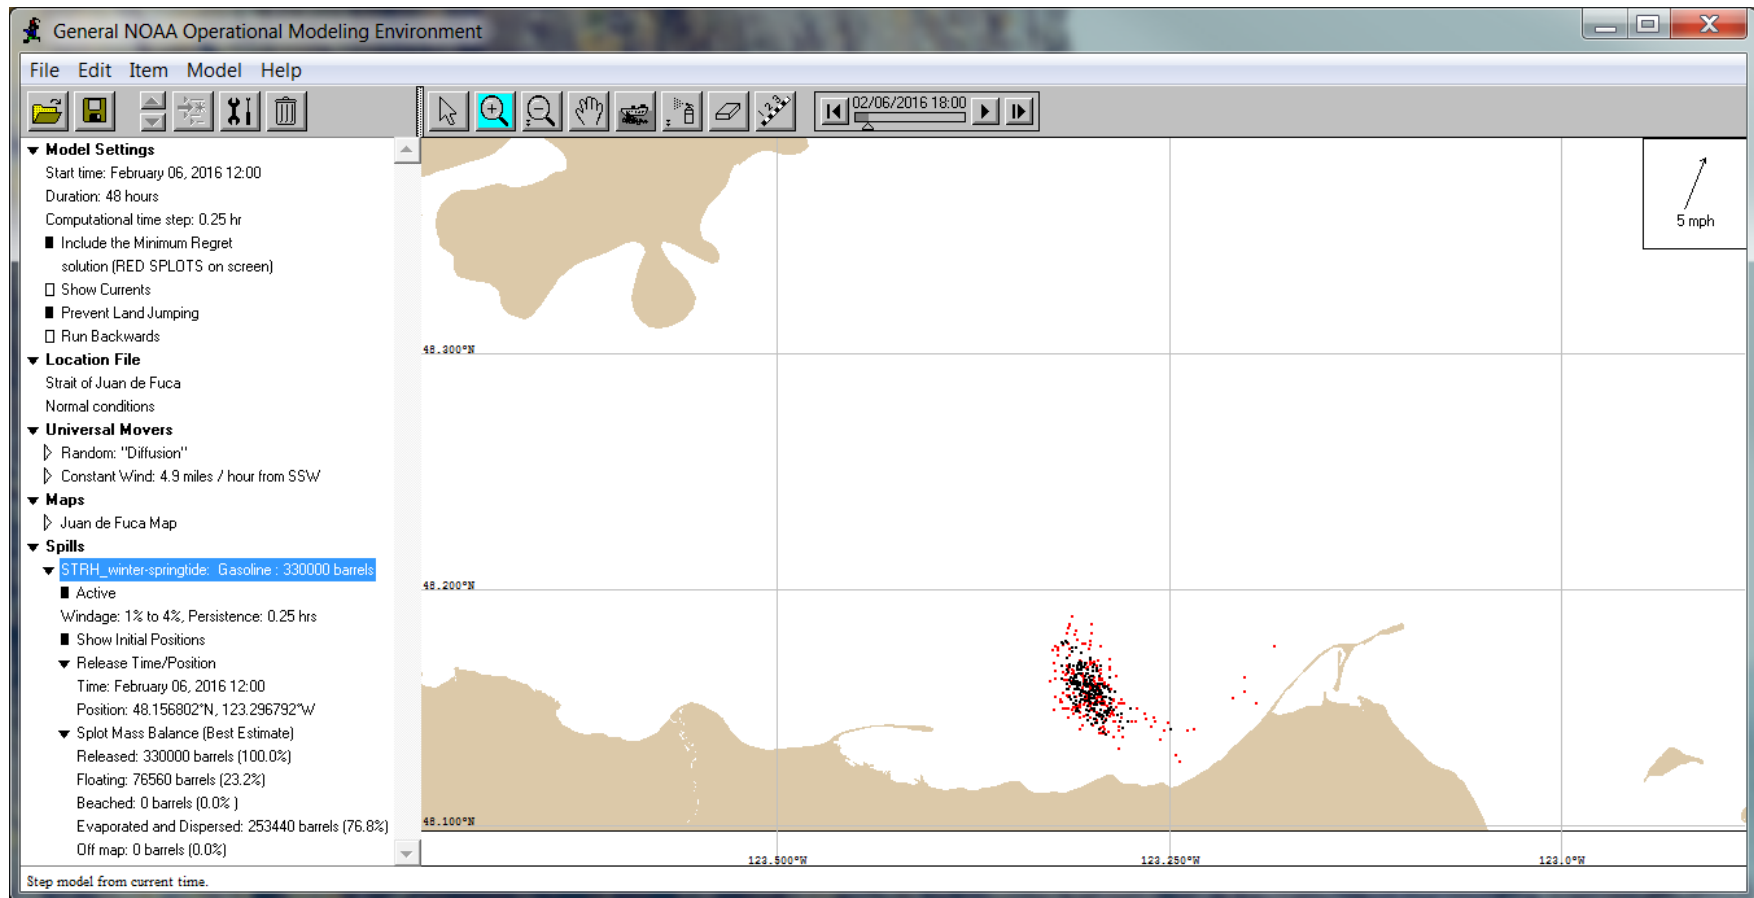 General NOAA Operational Modeling Environment
File Edit Item Model Help
02/06/2016 18:00
Model Settings
Start time: February 06, 2016 12:00
Duration: 48 hours
Computational time step: 0.25 hr
Include the Minimum Regret
solution (RED SPLOTS on screen)
Show Currents
Prevent Land Jumping
Run Backwards
Location File
Strait of Juan de Fuca
Normal conditions
Universal Movers
Random: "Diffusion"
Constant Wind: 4.9 miles / hour from SSW
Maps
Juan de Fuca Map
Spills
STRH_winter-springtide: Gasoline : 330000 barrels
Active
Windage: 1% to 4%, Persistence: 0.25 hrs
Show Initial Positions
Release Time/Position
Time: February 06, 2016 12:00
Position: 48.156802°N, 123.296792°W
Splot Mass Balance (Best Estimate)
Released: 330000 barrels (100.0%)
Floating: 76560 barrels (23.2%)
Beached: 0 barrels (0.0% )
Evaporated and Dispersed: 253440 barrels (76.8%)
Off map: 0 barrels (0.0%)
5 mph
48.300°N
48.200°N
48.100°N
123.500°W 123.250°W 123.0°W
Step model from current time.